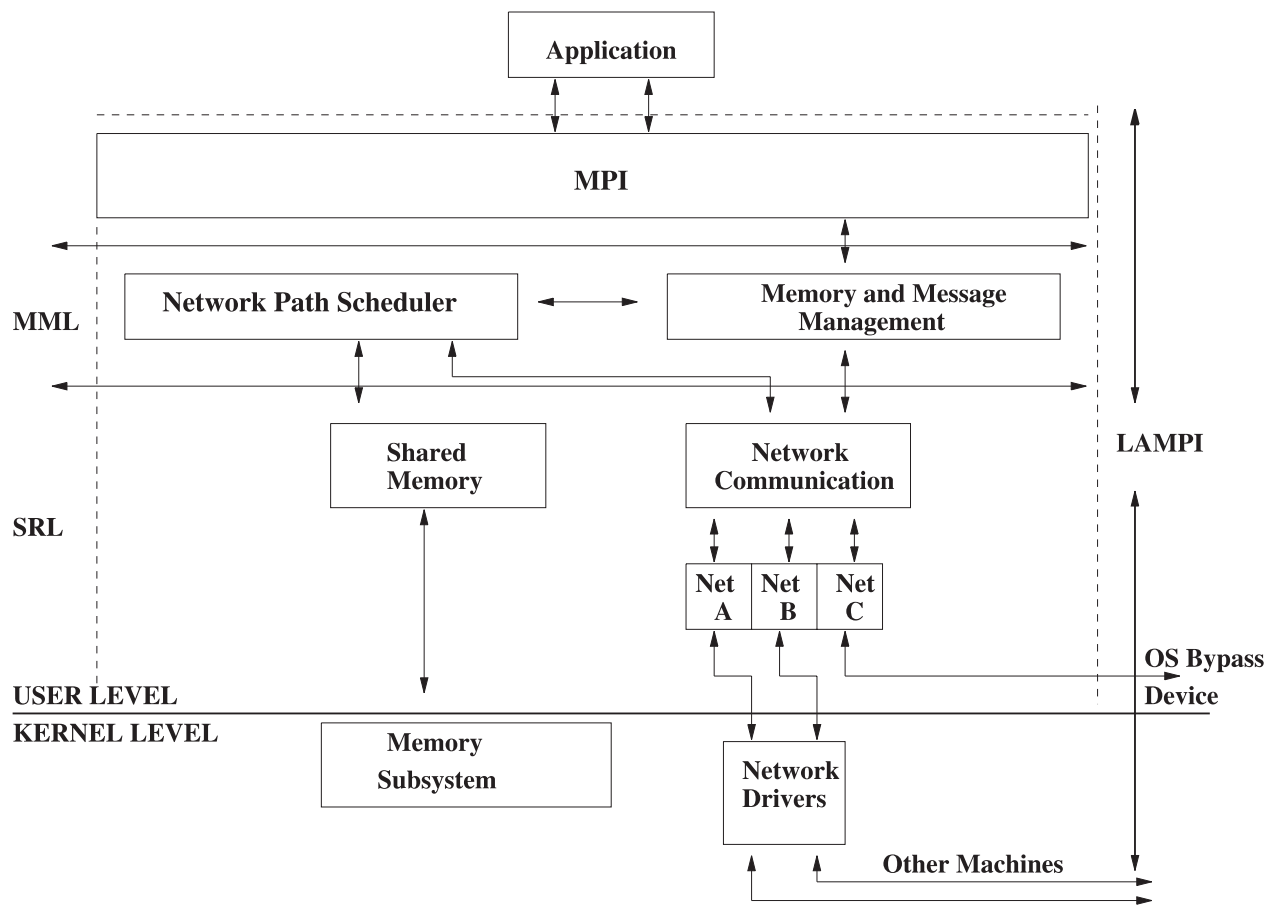 Application
MPI
Network Path Scheduler
Memory and Message
Management
MML
Shared
Memory
Network
Communication
LAMPI
SRL
Net
A
Net
B
Net
C
OS Bypass
Device
USER LEVEL
KERNEL LEVEL
Memory
Subsystem
Network
Drivers
Other Machines